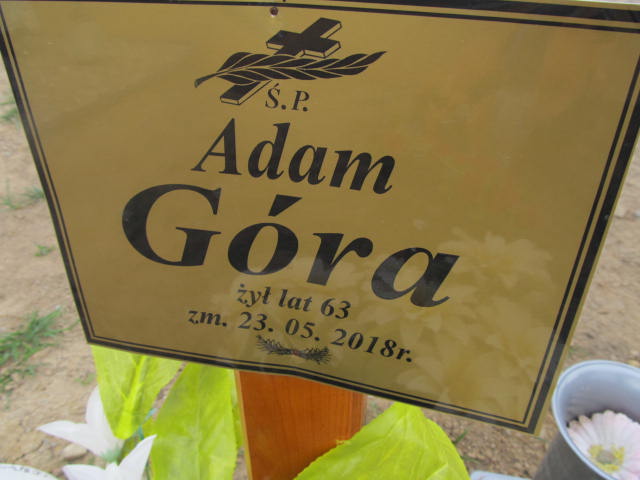 Ś.P.
Adam
Góra
żył lat 63
zm. 23. 05. 2018r.